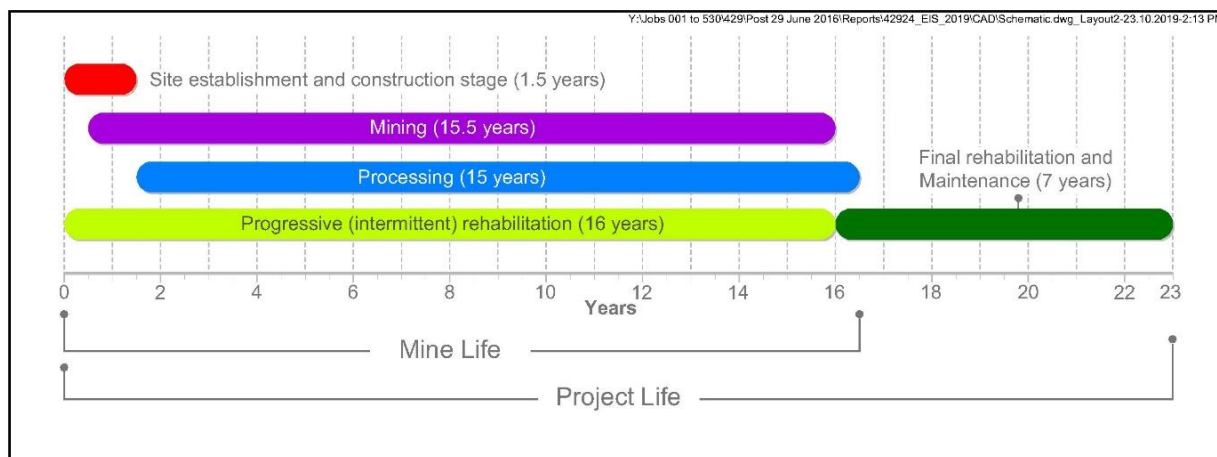 Y:\Jobs 001 to 530\429\Post 29 June 2016\Reports\42924_EIS_2019\CAD\Schematic.dwg_Layout2-23.10.2019-2:13 PM
Site establishment and construction stage (1.5 years)
Mining (15.5 years)
Processing (15 years)
Final rehabilitation and
Maintenance (7 years)
Progressive (intermittent) rehabilitation (16 years)
0 2 4 6 8 10 12 14 16 18 20 22 23
Years
Mine Life
Project Life